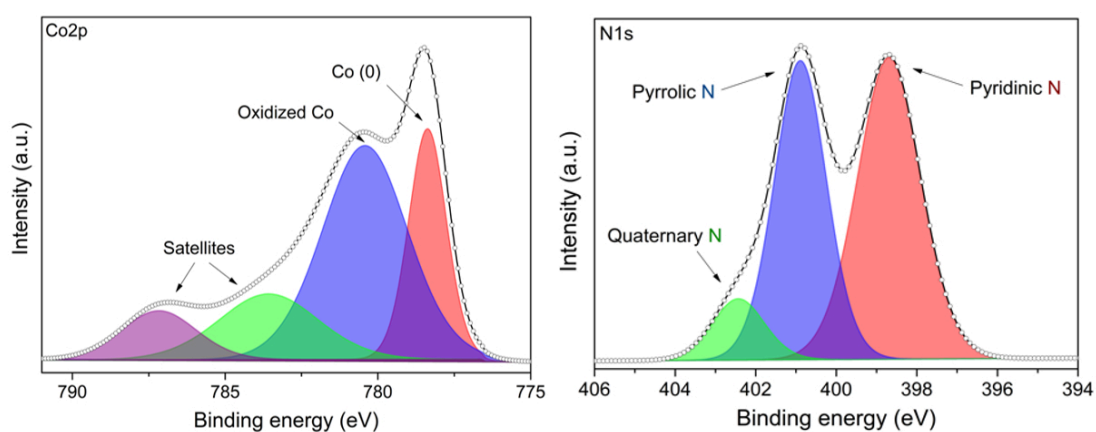 Co2p
Co (0)
Oxidized Co
Satellites
Intensity (a.u.)
790 785 780 775
Binding energy (eV)
N1s
Pyrrolic N
Pyridinic N
Quaternary N
Intensity (a.u.)
406 404 402 400 398 396 394
Binding energy (eV)